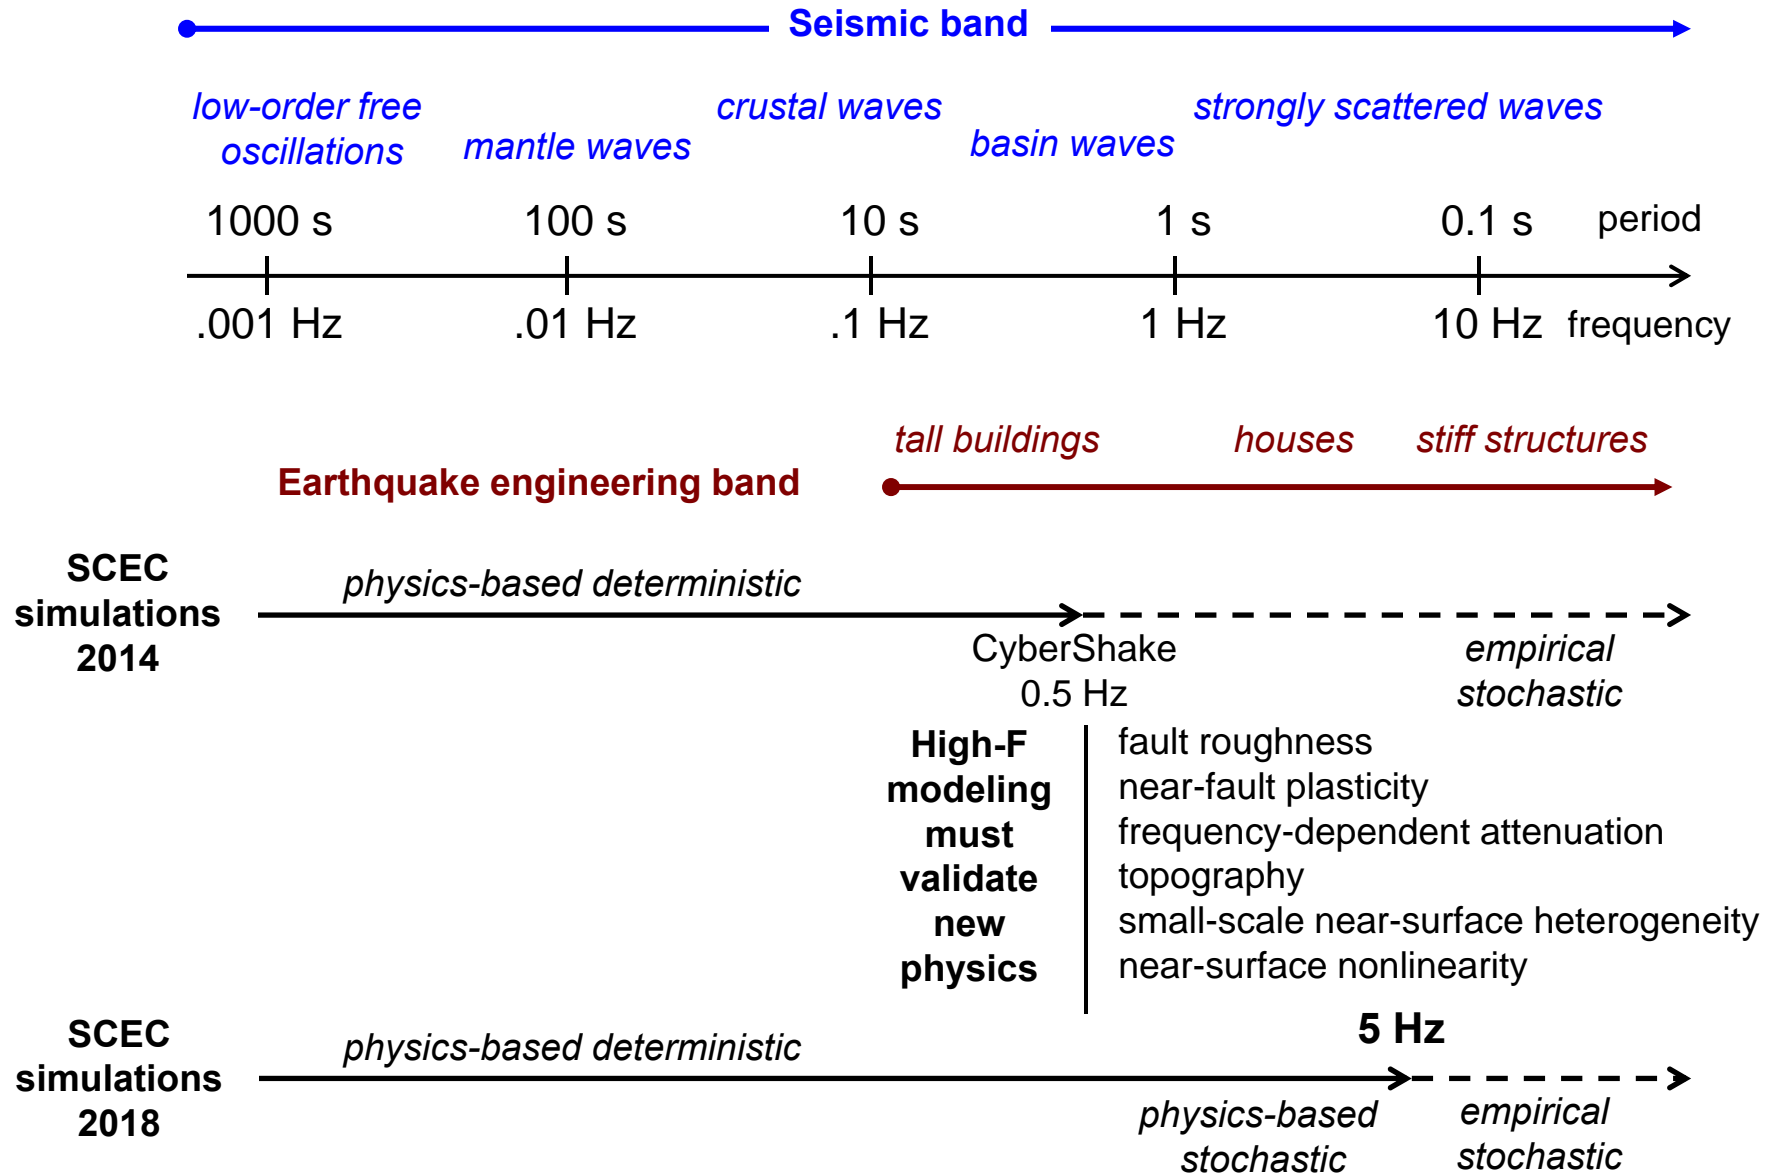 Seismic band
low-order free
oscillations
mantle waves
crustal waves
basin waves
strongly scattered waves
1000 s
100 s
10 s
1 s
0.1 s
period
.001 Hz
.01 Hz
.1 Hz
1 Hz
10 Hz
frequency
tall buildings
houses
stiff structures
Earthquake engineering band
SCEC
simulations
2014
physics-based deterministic
CyberShake
0.5 Hz
empirical
stochastic
High-F
modeling
must
validate
new
physics
fault roughness
near-fault plasticity
frequency-dependent attenuation
topography
small-scale near-surface heterogeneity
near-surface nonlinearity
SCEC
simulations
2018
physics-based deterministic
5 Hz
physics-based
stochastic
empirical
stochastic